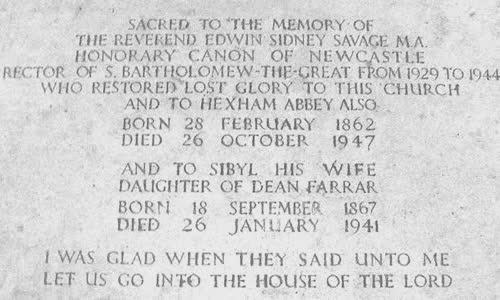 SACRED TO THE MEMORY OF
THE REVEREND EDWIN SIDNEY SAVAGE M.A.
HONORARY CANON OF NEWCASTLE
RECTOR OF S. BARTHOLOMEW-THE-GREAT FROM 1929 TO 1944
WHO RESTORED LOST GLORY TO THIS CHURCH
AND TO HEXHAM ABBEY ALSO
BORN 28 FEBRUARY 1862
DIED 26 OCTOBER 1947
AND TO SIBYL HIS WIFE
DAUGHTER OF DEAN FARRAR
BORN 18 SEPTEMBER 1867
DIED 26 JANUARY 1941
I WAS GLAD WHEN THEY SAID UNTO ME
LET US GO INTO THE HOUSE OF THE LORD